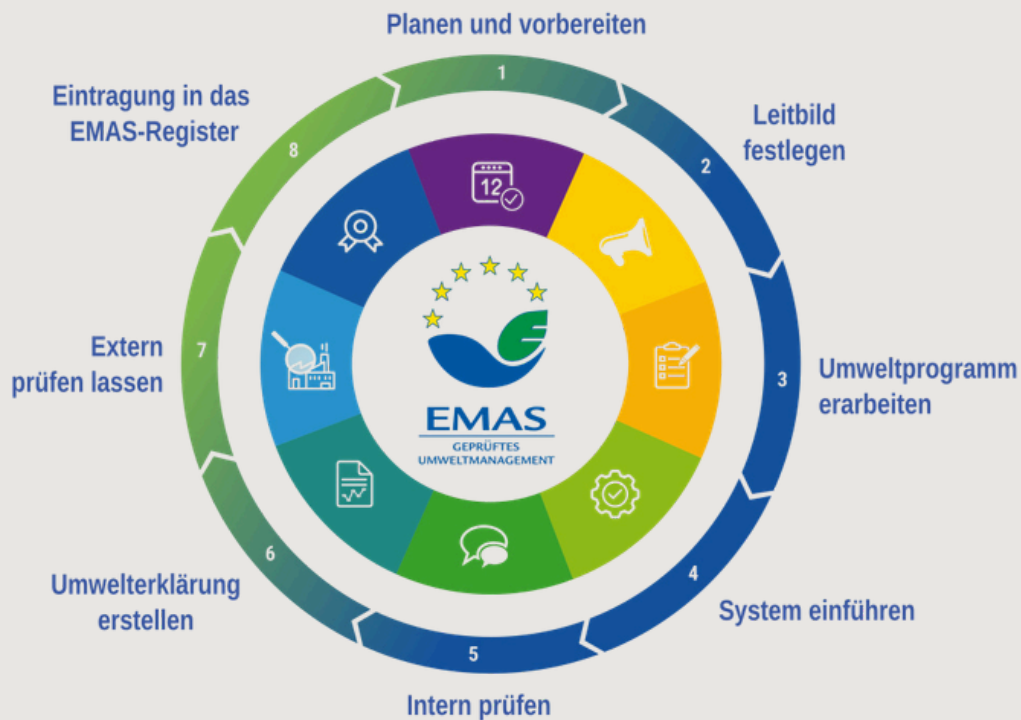 Planen und vorbereiten
1
Leitbild
festlegen
2
Umweltprogramm
erarbeiten
3
System einführen
4
Intern prüfen
5
Umwelterklärung
erstellen
6
Extern
prüfen lassen
7
Eintragung in das
EMAS-Register
8
12
EMAS
GEPRÜFTES
UMWELTMANAGEMENT